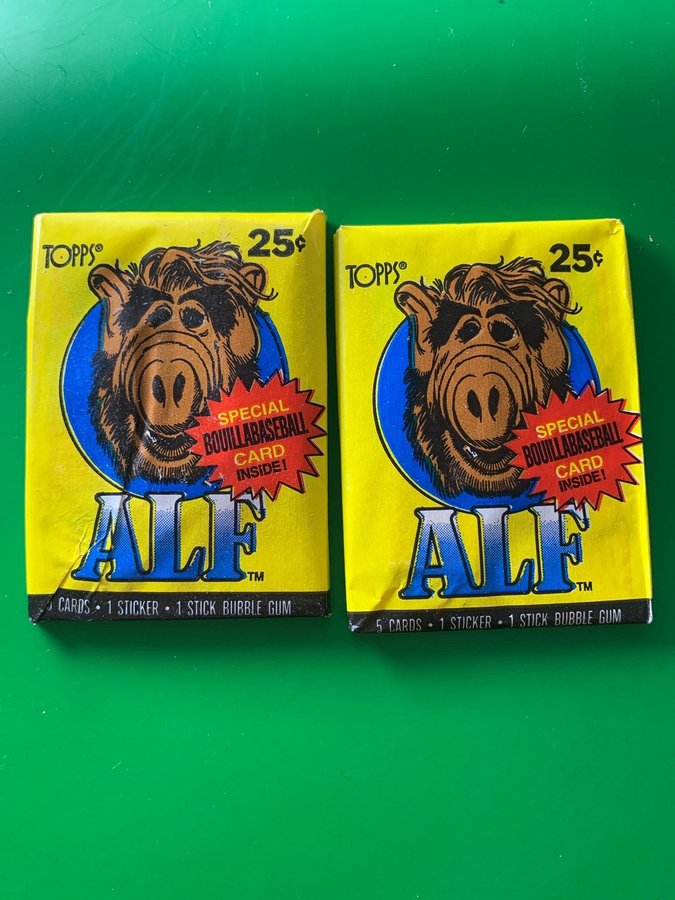 TOPPS® 25¢
SPECIAL
BOUILLABASEBALL
CARD
INSIDE!
ALF™
5 CARDS • 1 STICKER • 1 STICK BUBBLE GUM
TOPPS® 25¢
SPECIAL
BOUILLABASEBALL
CARD
INSIDE!
ALF™
5 CARDS • 1 STICKER • 1 STICK BUBBLE GUM